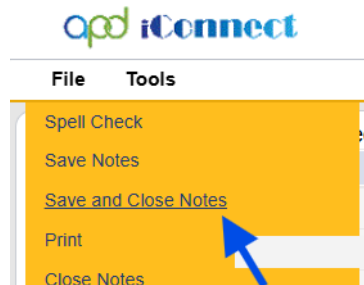 apd iConnect
File Tools
Spell Check
Save Notes
Save and Close Notes
Print
Close Notes